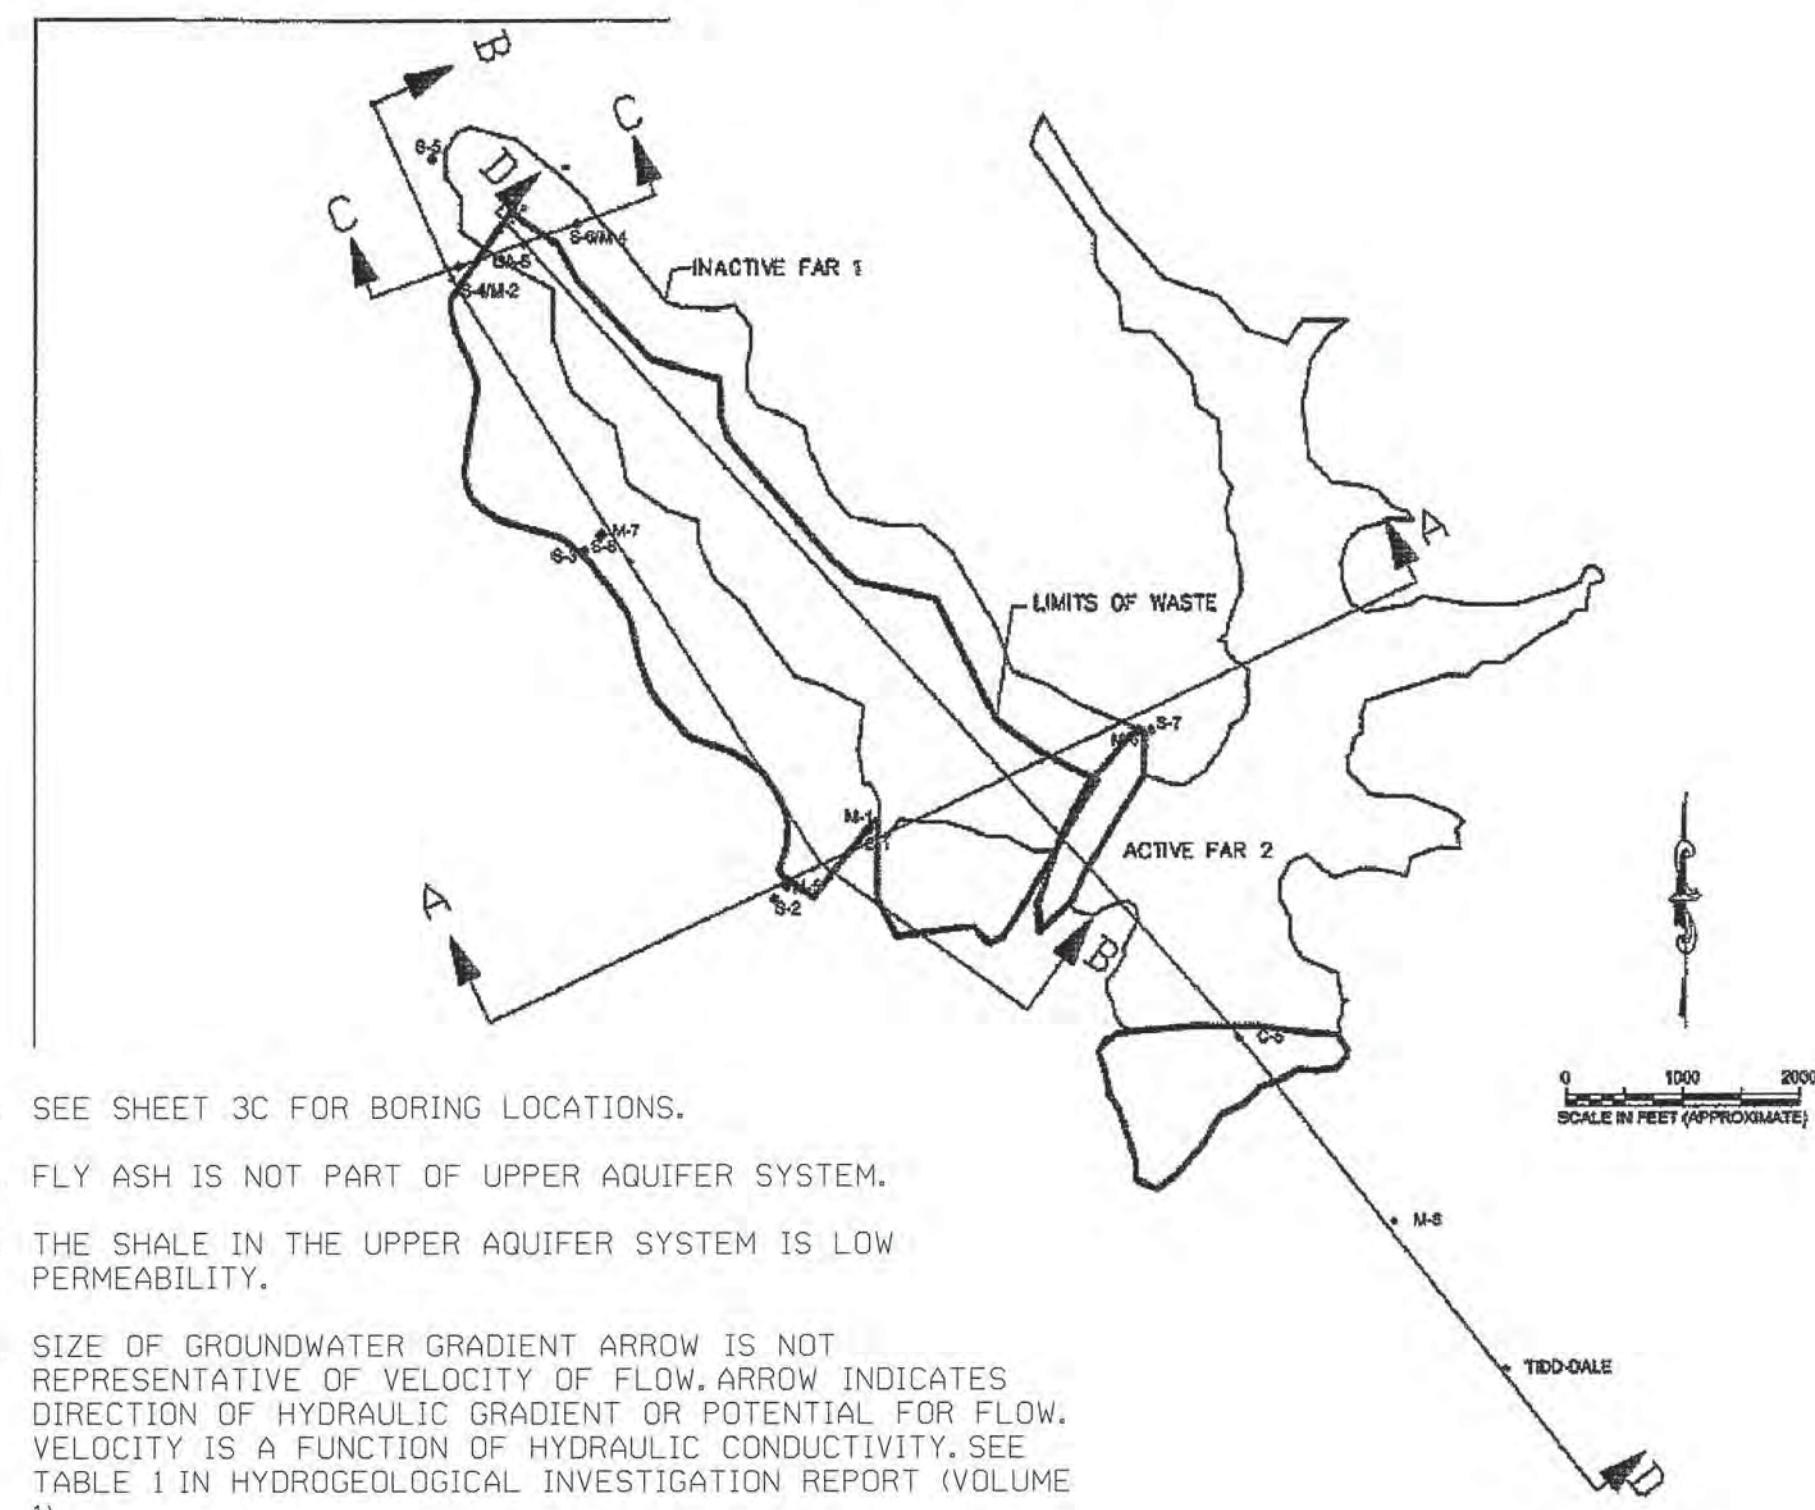 B
C
S-5
D
C
S-6/M-4
INACTIVE FAR 1
S-4/M-2
M-7
S-3
S-8
A
LIMITS OF WASTE
S-7
M-1
ACTIVE FAR 2
A
S-2
B
C-5
0 1000 2000
SCALE IN FEET (APPROXIMATE)
SEE SHEET 3C FOR BORING LOCATIONS.
FLY ASH IS NOT PART OF UPPER AQUIFER SYSTEM.
M-8
THE SHALE IN THE UPPER AQUIFER SYSTEM IS LOW
PERMEABILITY.
SIZE OF GROUNDWATER GRADIENT ARROW IS NOT
REPRESENTATIVE OF VELOCITY OF FLOW. ARROW INDICATES
TIDD-DALE
DIRECTION OF HYDRAULIC GRADIENT OR POTENTIAL FOR FLOW.
VELOCITY IS A FUNCTION OF HYDRAULIC CONDUCTIVITY. SEE
TABLE 1 IN HYDROGEOLOGICAL INVESTIGATION REPORT (VOLUME
D